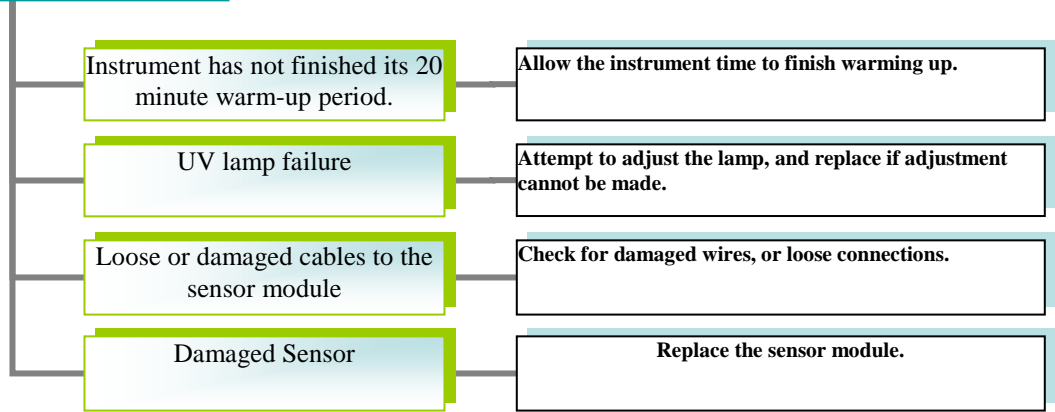 Instrument has not finished its 20
minute warm-up period.
Allow the instrument time to finish warming up.
UV lamp failure
Attempt to adjust the lamp, and replace if adjustment
cannot be made.
Loose or damaged cables to the
sensor module
Check for damaged wires, or loose connections.
Damaged Sensor
Replace the sensor module.